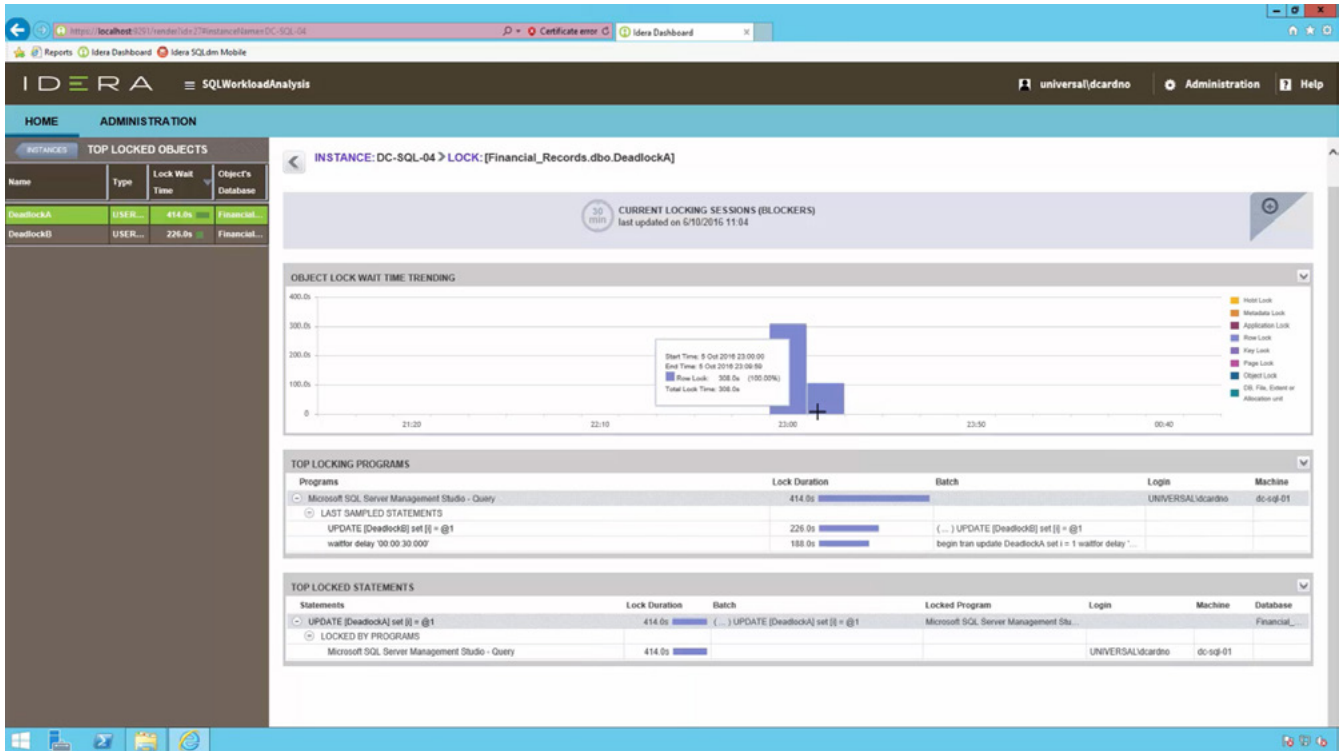 https://localhost:9291/render?id=27#instanceName=DC-SQL-04
Certificate error
Idera Dashboard
Reports
Idera Dashboard
Idera SQLdm Mobile
IDERA
SQLWorkloadAnalysis
universal\dcardno
Administration
Help
HOME
ADMINISTRATION
INSTANCES
TOP LOCKED OBJECTS
Name Type Lock Wait Time Object's Database
DeadlockA USER... 414.0s Financial...
DeadlockB USER... 226.0s Financial...
INSTANCE: DC-SQL-04 > LOCK: [Financial_Records.dbo.DeadlockA]
30 min
CURRENT LOCKING SESSIONS (BLOCKERS)
last updated on 6/10/2016 11:04
OBJECT LOCK WAIT TIME TRENDING
400.0s
300.0s
200.0s
100.0s
0
21:20 22:10 23:00 23:50 00:40
Start Time: 5 Oct 2016 23:00:00
End Time: 5 Oct 2016 23:09:59
Row Lock: 308.0s (100.00%)
Total Lock Time: 308.0s
Hobt Lock
Metadata Lock
Application Lock
Row Lock
Key Lock
Page Lock
Object Lock
DB, File, Extent or
Allocation unit
TOP LOCKING PROGRAMS
Programs Lock Duration Batch Login Machine
Microsoft SQL Server Management Studio - Query 414.0s UNIVERSAL\dcardno dc-sql-01
LAST SAMPLED STATEMENTS
UPDATE [DeadlockB] set [i] = @1 226.0s (...) UPDATE [DeadlockB] set [i] = @1
waitfor delay '00:00:30:000' 188.0s begin tran update DeadlockA set i = 1 waitfor delay '...
TOP LOCKED STATEMENTS
Statements Lock Duration Batch Locked Program Login Machine Database
UPDATE [DeadlockA] set [i] = @1 414.0s (...) UPDATE [DeadlockA] set [i] = @1 Microsoft SQL Server Management Stu... Financial_...
LOCKED BY PROGRAMS
Microsoft SQL Server Management Studio - Query 414.0s UNIVERSAL\dcardno dc-sql-01